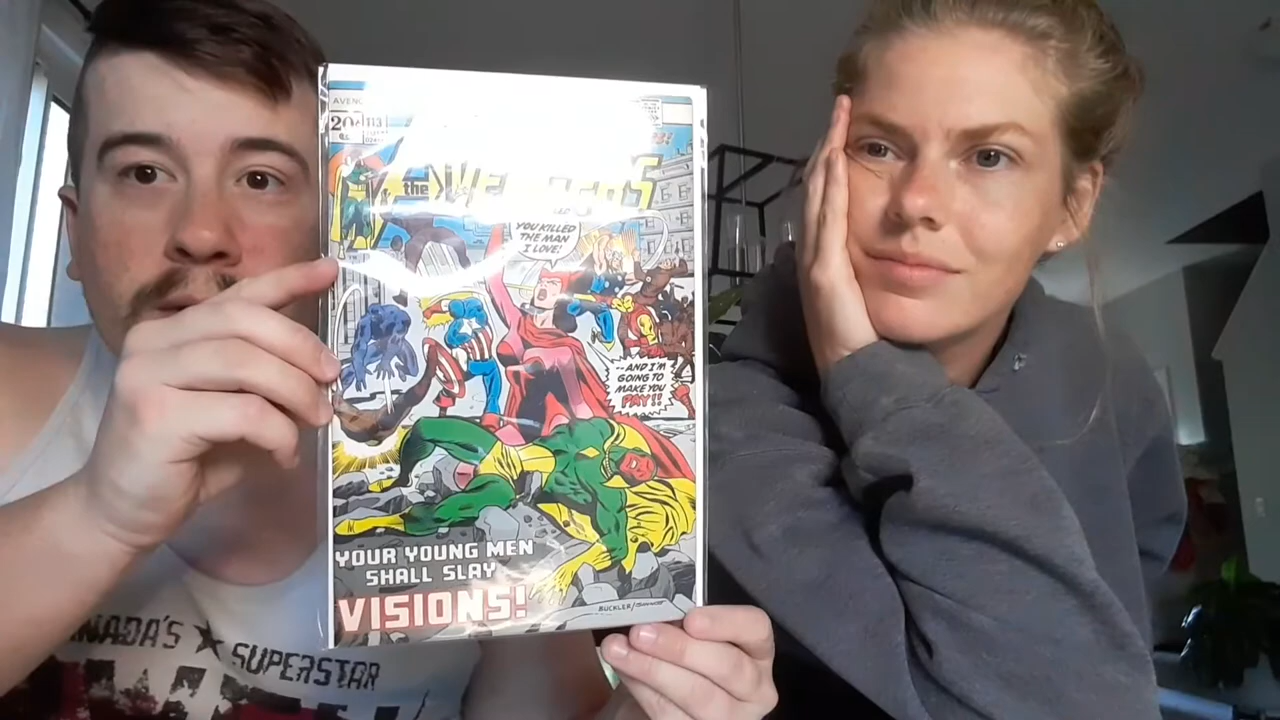 20¢ 113
the AVENGERS
YOU KILLED
THE MAN
I LOVE!
--AND I'M
GOING TO
MAKE YOU
PAY!!
YOUR YOUNG MEN
SHALL SLAY
VISIONS!
BUCKLER/
NADA'S ★ SUPERSTAR